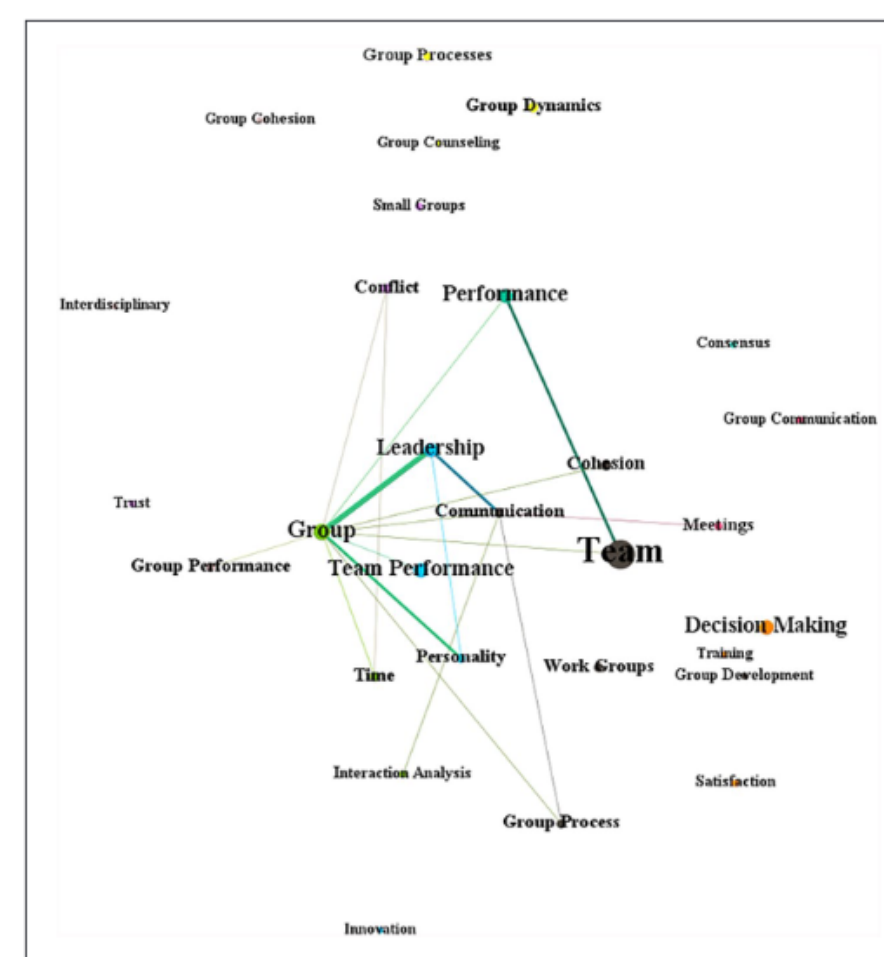 Group Processes
Group Dynamics
Group Cohesion
Group Counseling
Small Groups
Conflict
Performance
Interdisciplinary
Consensus
Group Communication
Leadership
Cohesion
Trust
Communication
Group
Meetings
Team
Group Performance
Team Performance
Decision Making
Personality
Training
Work Groups
Time
Group Development
Interaction Analysis
Satisfaction
Group Process
Innovation